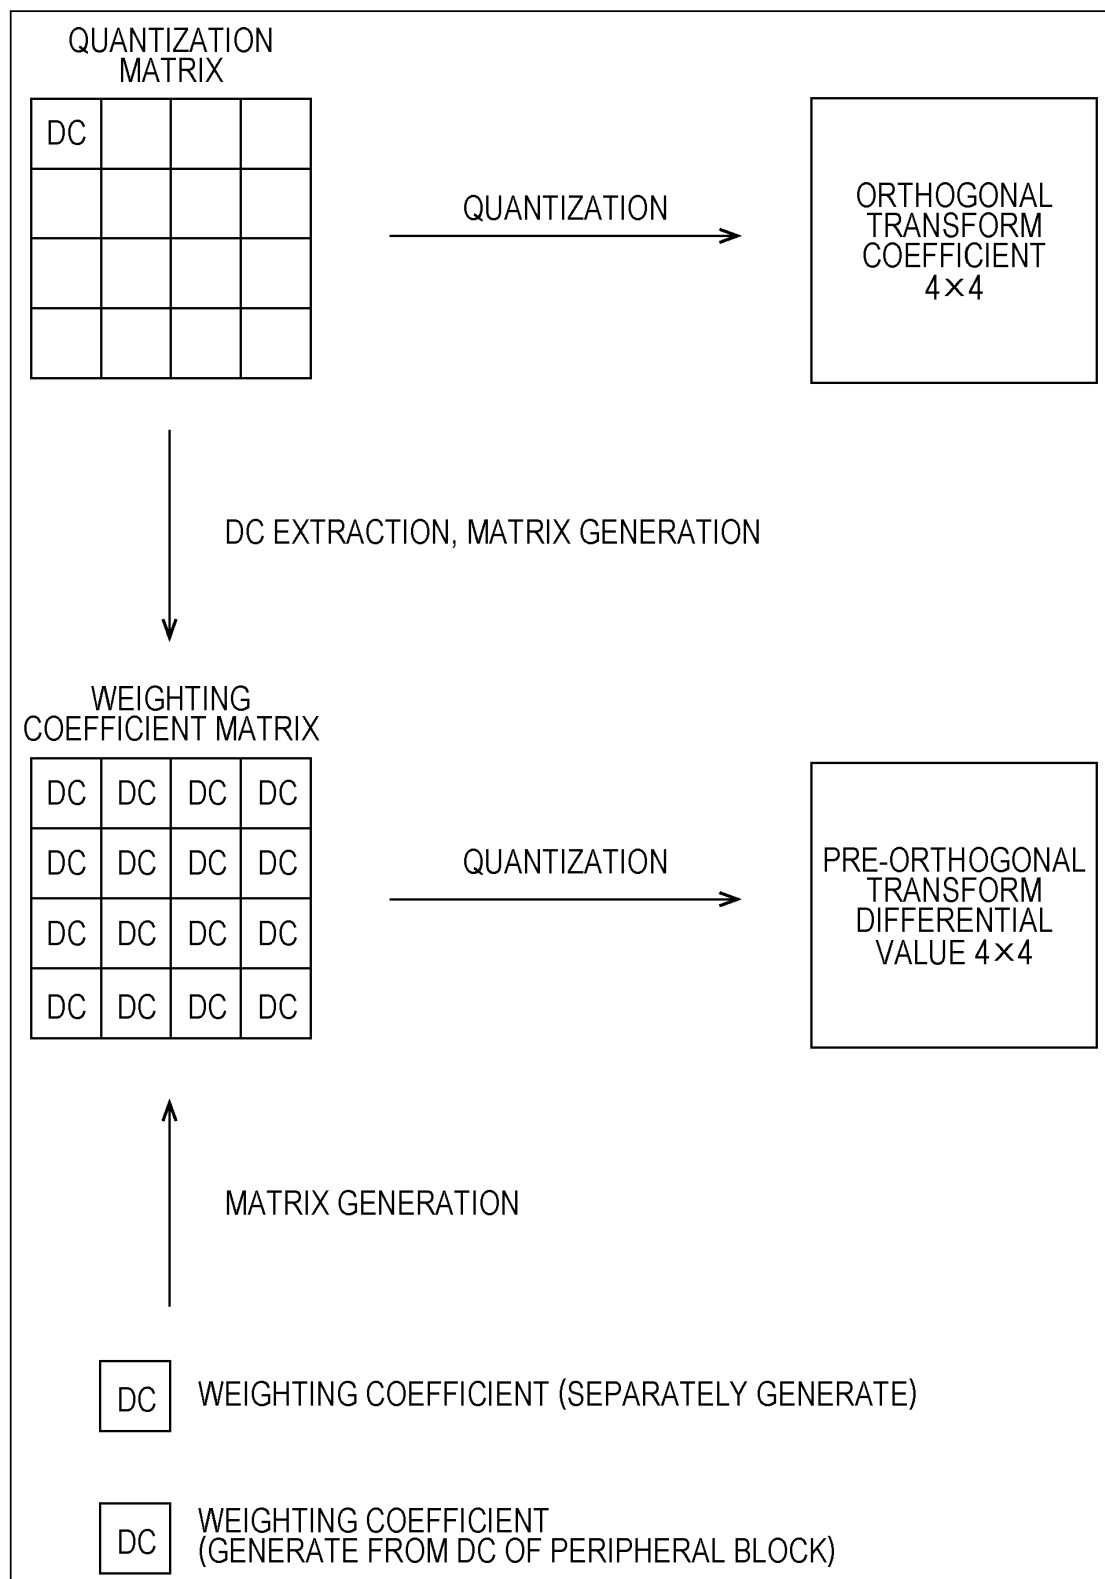 QUANTIZATION
MATRIX
DC
QUANTIZATION
ORTHOGONAL
TRANSFORM
COEFFICIENT
4×4
DC EXTRACTION, MATRIX GENERATION
WEIGHTING
COEFFICIENT MATRIX
DC DC DC DC
DC DC DC DC
DC DC DC DC
DC DC DC DC
QUANTIZATION
PRE-ORTHOGONAL
TRANSFORM
DIFFERENTIAL
VALUE 4×4
MATRIX GENERATION
DC WEIGHTING COEFFICIENT (SEPARATELY GENERATE)
DC WEIGHTING COEFFICIENT
(GENERATE FROM DC OF PERIPHERAL BLOCK)